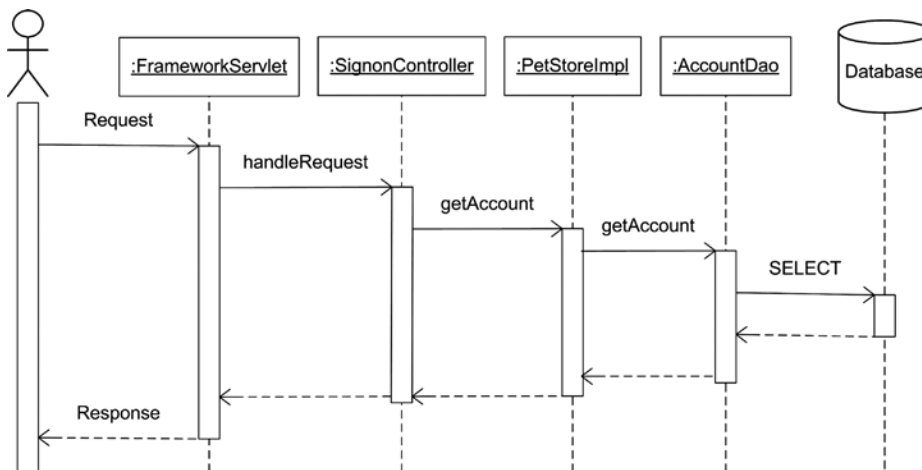 :FrameworkServlet
:SignonController
:PetStoreImpl
:AccountDao
Database
Request
handleRequest
getAccount
getAccount
SELECT
Response